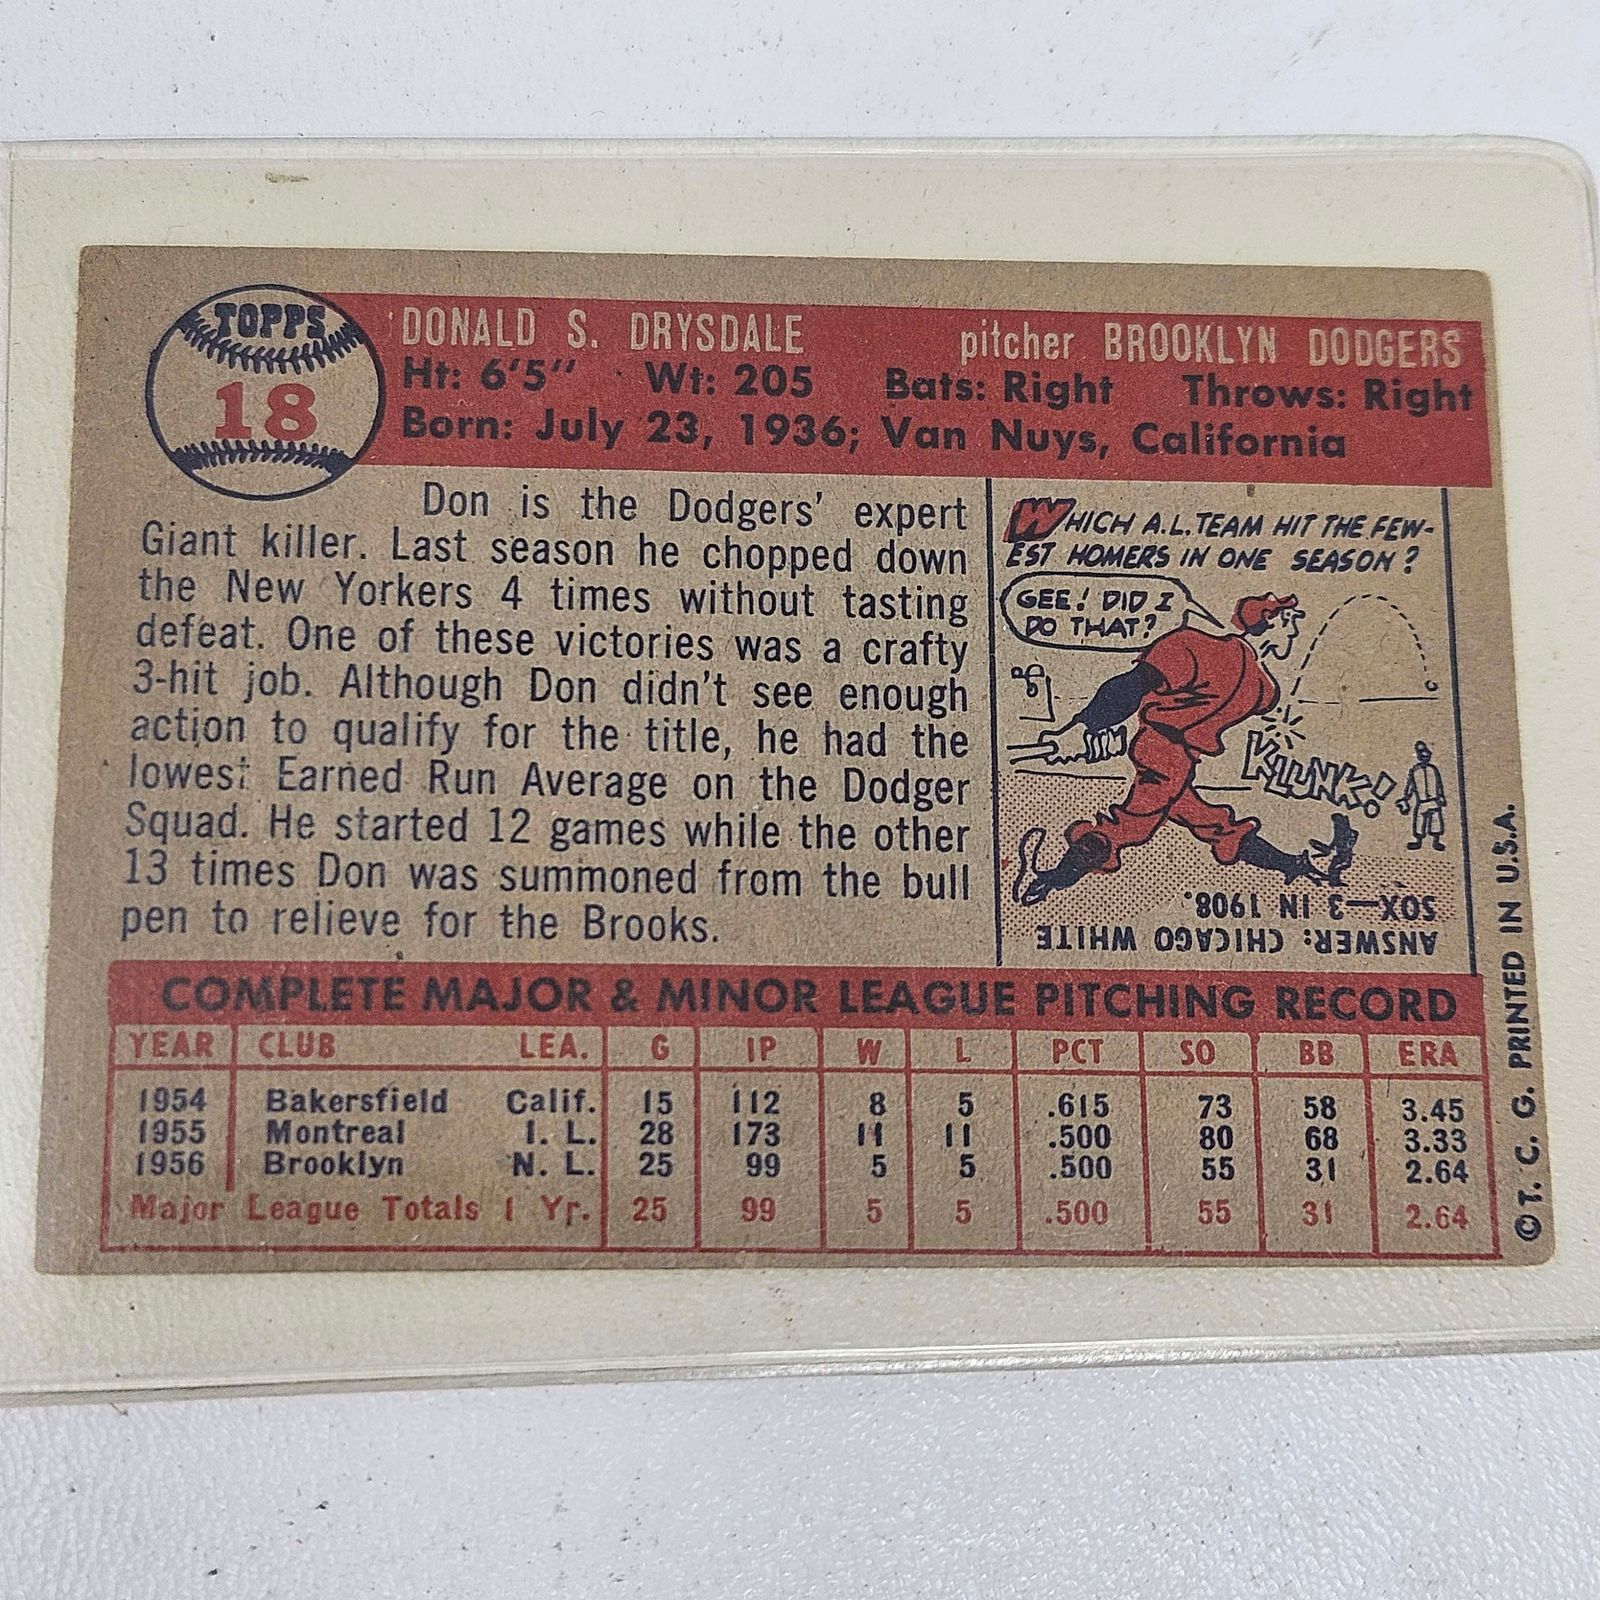 TOPPS
18
DONALD S. DRYSDALE pitcher BROOKLYN DODGERS
Ht: 6'5" Wt: 205 Bats: Right Throws: Right
Born: July 23, 1936; Van Nuys, California
Don is the Dodgers' expert
Giant killer. Last season he chopped down
the New Yorkers 4 times without tasting
defeat. One of these victories was a crafty
3-hit job. Although Don didn't see enough
action to qualify for the title, he had the
lowest Earned Run Average on the Dodger
Squad. He started 12 games while the other
13 times Don was summoned from the bull
pen to relieve for the Brooks.
WHICH A.L. TEAM HIT THE FEW-
EST HOMERS IN ONE SEASON?
GEE! DID I
DO THAT?
KLUNK!
ANSWER: CHICAGO WHITE
SOX—3 IN 1908.
COMPLETE MAJOR & MINOR LEAGUE PITCHING RECORD
YEAR CLUB LEA. G IP W L PCT SO BB ERA
1954 Bakersfield Calif. 15 112 8 5 .615 73 58 3.45
1955 Montreal I. L. 28 173 11 11 .500 80 68 3.33
1956 Brooklyn N. L. 25 99 5 5 .500 55 31 2.64
Major League Totals 1 Yr. 25 99 5 5 .500 55 31 2.64
© T. C. G. PRINTED IN U.S.A.